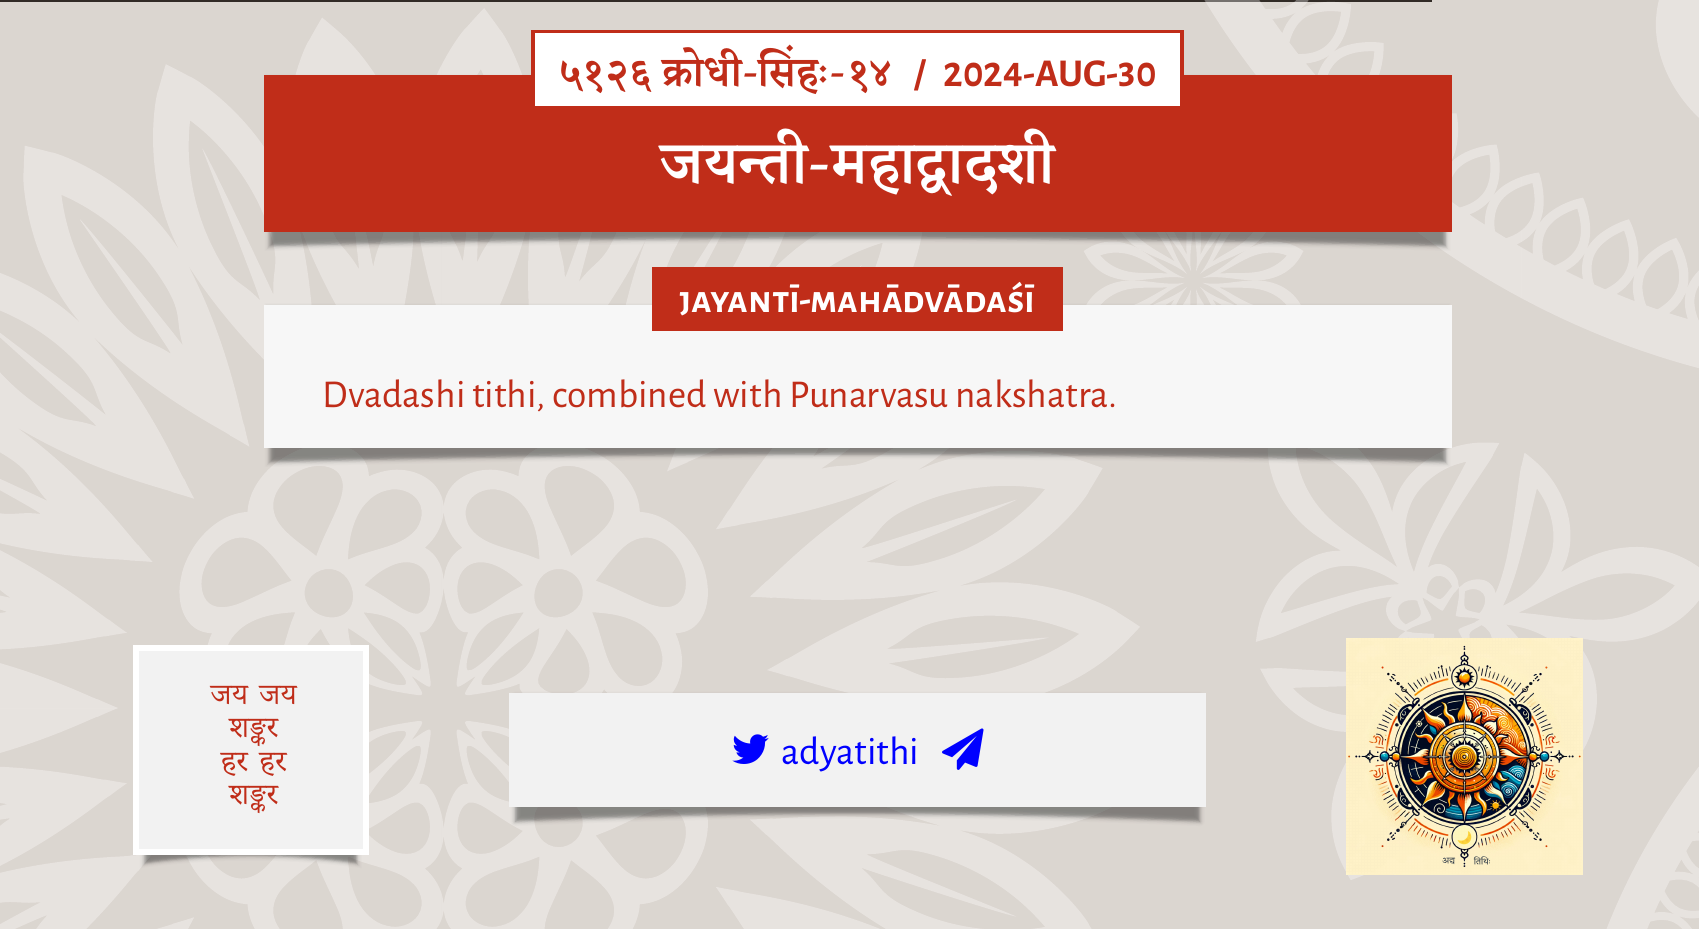 ५१२६ क्रोधी-सिंहः-१४ / 2024-AUG-30
जयन्ती-महाद्वादशी
JAYANTĪ-MAHĀDVĀDAŚĪ
Dvadashi tithi, combined with Punarvasu nakshatra.
जय जय
शङ्कर
हर हर
शङ्कर
adyatithi
अद्य तिथिः